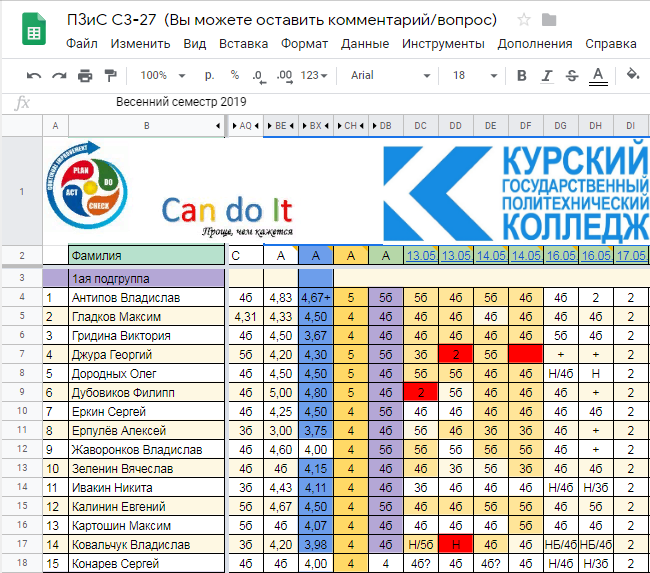 ПЗиС СЗ-27 (Вы можете оставить комментарий/вопрос)
Файл Изменить Вид Вставка Формат Данные Инструменты Дополнения Справка
100% р. % .0 .00 123 Arial 18 B I S A
fx Весенний семестр 2019
A B AQ BE BX CH DB DC DD DE DF DG DH DI
1 CONTINUAL IMPROVEMENT PLAN DO ACT CHECK
Can do It
Проще, чем кажется
КУРСКИЙ
ГОСУДАРСТВЕННЫЙ
ПОЛИТЕХНИЧЕСКИЙ
КОЛЛЕДЖ
2 Фамилия С А А А А 13.05 13.05 14.05 14.05 16.05 16.05 17.05
3 1ая подгруппа
4 1 Антипов Владислав 4б 4,83 4,67+ 5 5б 5б 4б 5б 4б 4б 2 2
5 2 Гладков Максим 4,31 4,33 4,50 4 4б 4б 4б 4б 4б 4б 4б 2
6 3 Гридина Виктория 4б 4,50 3,67 4 4б 4б 4б 4б 4б 5б 4б 2
7 4 Джура Георгий 5б 4,20 4,30 5 4б 3б 2 5б + + 2
8 5 Дородных Олег 4б 4,50 4,50 5 4б 5б 4б 5б 4б Н/4б Н 2
9 6 Дубовиков Филипп 4б 5,00 4,80 5 4б 2 5б 4б 4б 4б + 2
10 7 Еркин Сергей 4б 4,25 4,50 4 5б 4б 4б 4б 4б 4б 4б 2
11 8 Ерпулёв Алексей 3б 3,00 3,75 4 4б 5б 4б 3б 3б 4б + 2
12 9 Жаворонков Владислав 4б 4,60 4,00 4 5б 5б 5б 5б 5б 4б + 2
13 10 Зеленин Вячеслав 4б 4б 4,15 4 4б 4б 3б 5б 3б 4б 4б 2
14 11 Ивакин Никита 3б 4,43 4,11 4 3б 4б 4б 4б 4б Н/4б Н/3б 2
15 12 Калинин Евгений 5б 4,67 4,50 4 4б 4б 4б 5б 5б 4б 4б 2
16 13 Картошин Максим 5б 4б 4,07 4 4б 4б 4б 4б 5б 4б 4б 2
17 14 Ковальчук Владислав 3б 4,20 3,98 4 4б Н/5б Н 4б 4б НБ/4б НБ/4б 2
18 15 Конарев Сергей 4б 4б 4,00 4 4 4б? 4б 4б? 4б Н/4б Н/3б 2